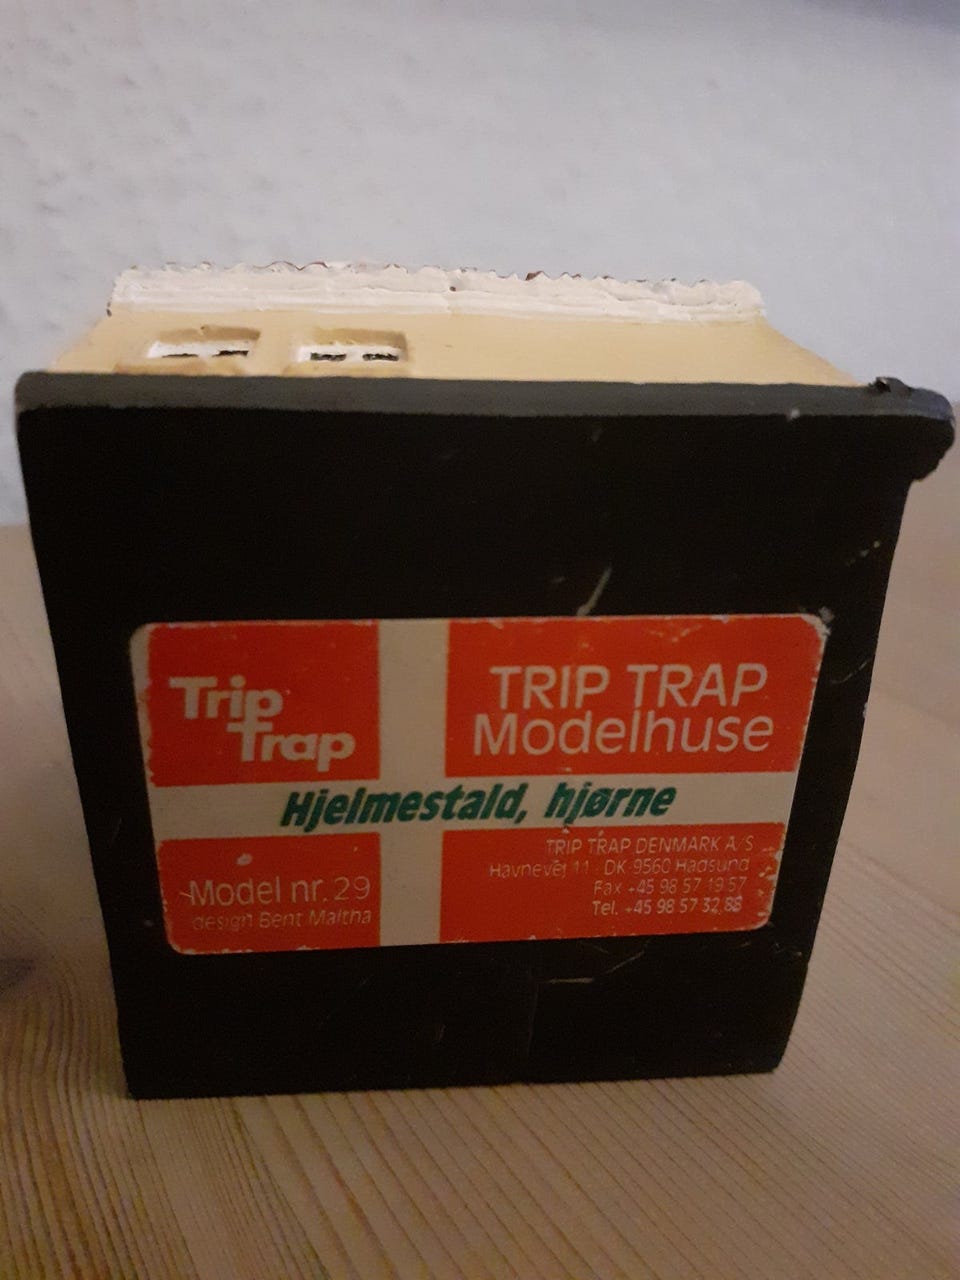 Trip
Trap
TRIP TRAP
Modelhuse
Hjelmestald, hjørne
Model nr. 29
design Bent Maltha
TRIP TRAP DENMARK A/S
Havnevej 11 · DK-9560 Hadsund
Fax +45 98 57 19 57
Tel. +45 98 57 32 88